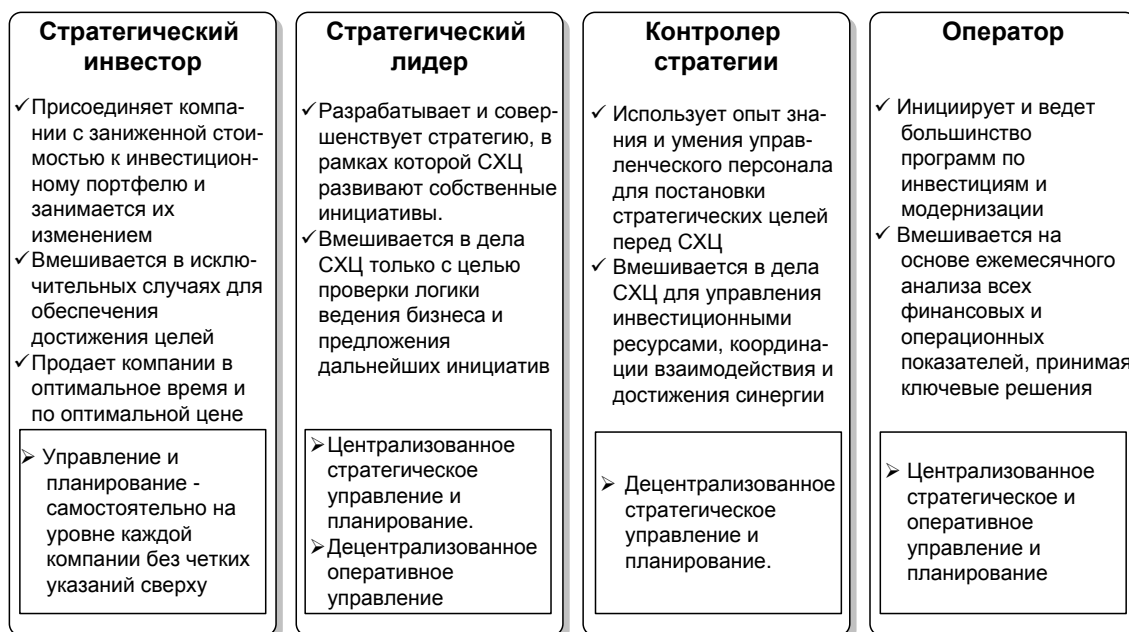 Стратегический
инвестор
✓Присоединяет компа-
нии с заниженной стои-
мостью к инвестицион-
ному портфелю и
занимается их
изменением
✓Вмешивается в исклю-
чительных случаях для
обеспечения
достижения целей
✓Продает компании в
оптимальное время и
по оптимальной цене
➢ Управление и
планирование -
самостоятельно на
уровне каждой
компании без четких
указаний сверху
Стратегический
лидер
✓Разрабатывает и совер-
шенствует стратегию, в
рамках которой СХЦ
развивают собственные
инициативы.
✓Вмешивается в дела
СХЦ только с целью
проверки логики
ведения бизнеса и
предложения
дальнейших инициатив
➢Централизованное
стратегическое
управление и
планирование.
➢Децентрализованное
оперативное
управление
Контролер
стратегии
✓ Использует опыт зна-
ния и умения управ-
ленческого персонала
для постановки
стратегических целей
перед СХЦ
✓ Вмешивается в дела
СХЦ для управления
инвестиционными
ресурсами, координа-
ции взаимодействия и
достижения синергии
➢ Децентрализованное
стратегическое
управление и
планирование.
Оператор
✓ Инициирует и ведет
большинство
программ по
инвестициям и
модернизации
✓ Вмешивается на
основе ежемесячного
анализа всех
финансовых и
операционных
показателей, принимая
ключевые решения
➢ Централизованное
стратегическое и
оперативное
управление и
планирование